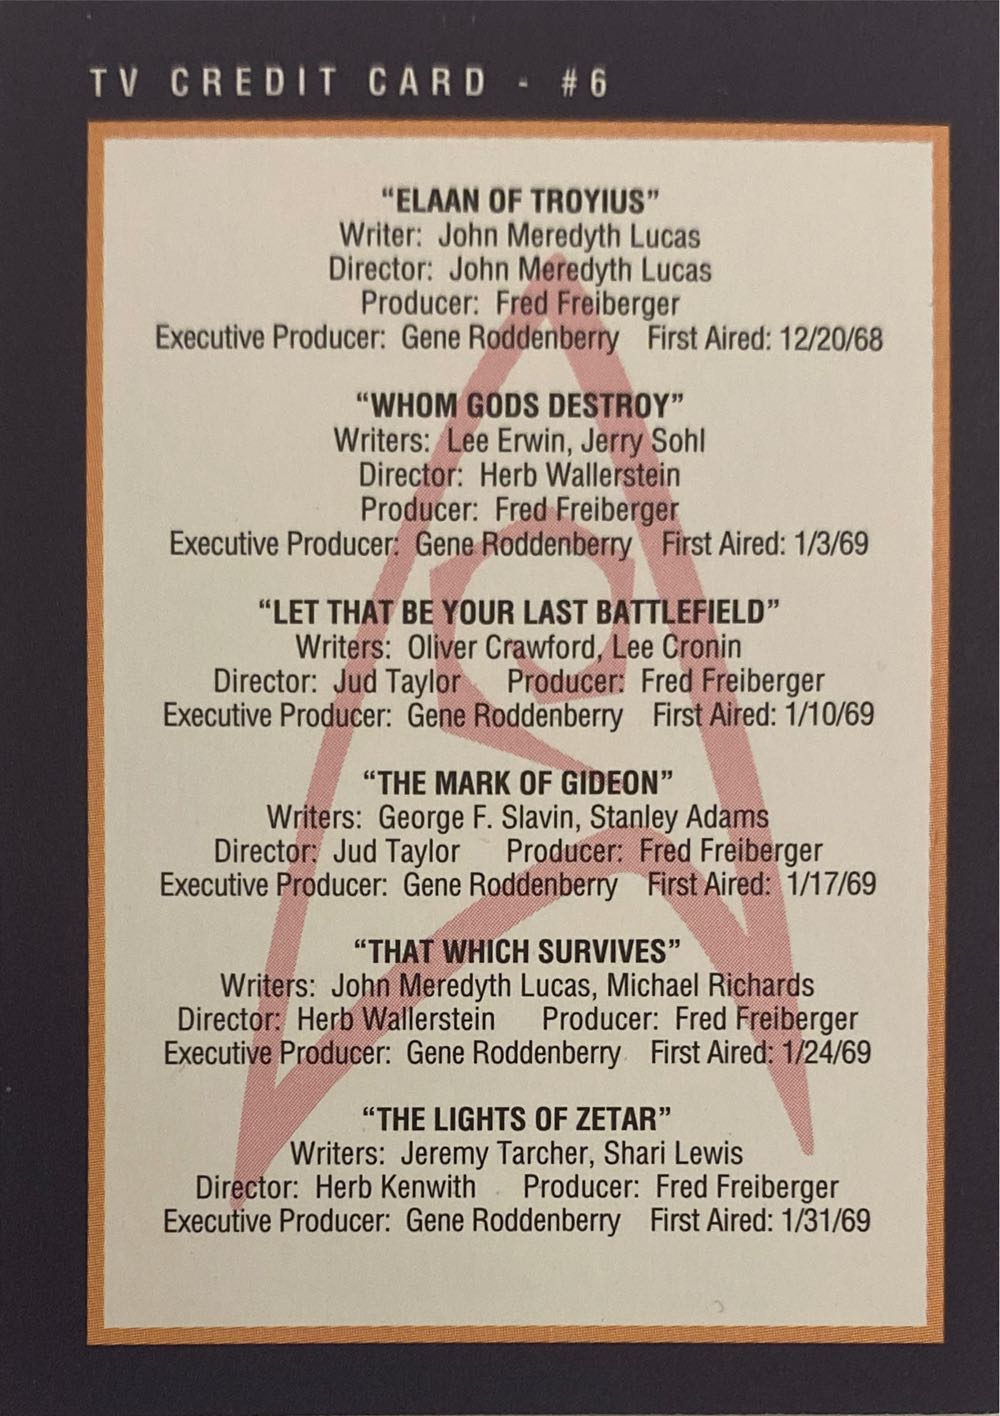 TV CREDIT CARD - #6
"ELAAN OF TROYIUS"
Writer: John Meredyth Lucas
Director: John Meredyth Lucas
Producer: Fred Freiberger
Executive Producer: Gene Roddenberry First Aired: 12/20/68
"WHOM GODS DESTROY"
Writers: Lee Erwin, Jerry Sohl
Director: Herb Wallerstein
Producer: Fred Freiberger
Executive Producer: Gene Roddenberry First Aired: 1/3/69
"LET THAT BE YOUR LAST BATTLEFIELD"
Writers: Oliver Crawford, Lee Cronin
Director: Jud Taylor Producer: Fred Freiberger
Executive Producer: Gene Roddenberry First Aired: 1/10/69
"THE MARK OF GIDEON"
Writers: George F. Slavin, Stanley Adams
Director: Jud Taylor Producer: Fred Freiberger
Executive Producer: Gene Roddenberry First Aired: 1/17/69
"THAT WHICH SURVIVES"
Writers: John Meredyth Lucas, Michael Richards
Director: Herb Wallerstein Producer: Fred Freiberger
Executive Producer: Gene Roddenberry First Aired: 1/24/69
"THE LIGHTS OF ZETAR"
Writers: Jeremy Tarcher, Shari Lewis
Director: Herb Kenwith Producer: Fred Freiberger
Executive Producer: Gene Roddenberry First Aired: 1/31/69